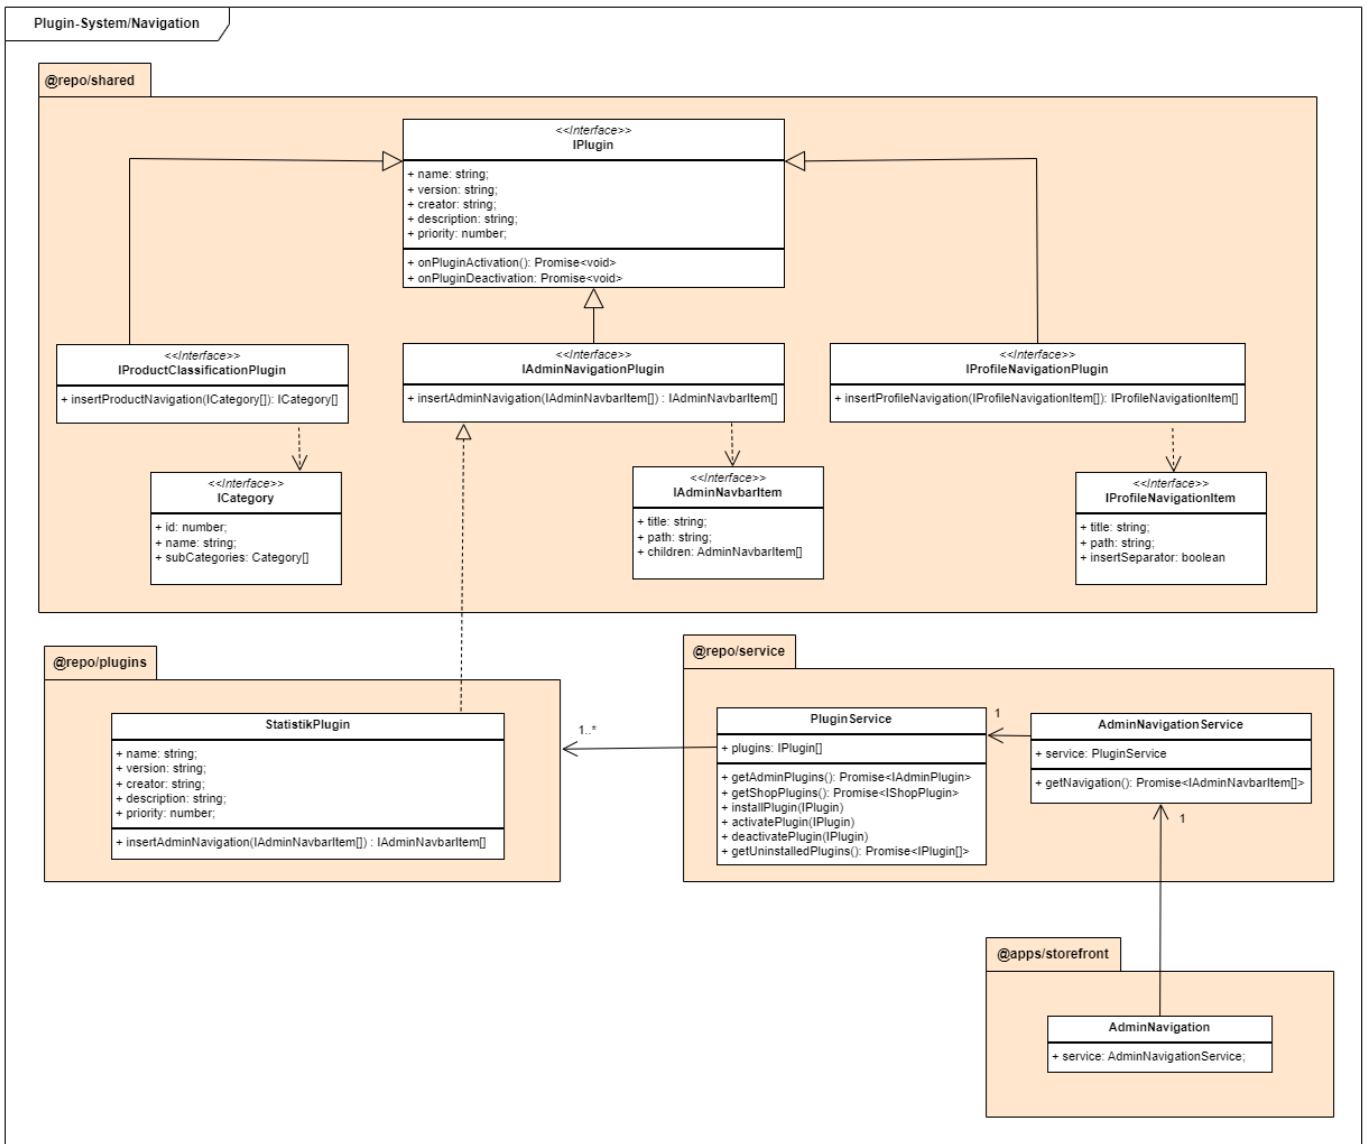 Plugin-System/Navigation
@repo/shared
<<Interface>>
IPlugin
+ name: string;
+ version: string;
+ creator: string;
+ description: string;
+ priority: number;
+ onPluginActivation(): Promise<void>
+ onPluginDeactivation: Promise<void>
<<Interface>>
IProductClassificationPlugin
+ insertProductNavigation(ICategory[]): ICategory[]
<<Interface>>
IAdminNavigationPlugin
+ insertAdminNavigation(IAdminNavbarItem[]) : IAdminNavbarItem[]
<<Interface>>
IProfileNavigationPlugin
+ insertProfileNavigation(IProfileNavigationItem[]): IProfileNavigationItem[]
<<Interface>>
ICategory
+ id: number;
+ name: string;
+ subCategories: Category[]
<<Interface>>
IAdminNavbarItem
+ title: string;
+ path: string;
+ children: AdminNavbarItem[]
<<Interface>>
IProfileNavigationItem
+ title: string;
+ path: string;
+ insertSeparator: boolean
@repo/plugins
StatistikPlugin
+ name: string;
+ version: string;
+ creator: string;
+ description: string;
+ priority: number;
+ insertAdminNavigation(IAdminNavbarItem[]) : IAdminNavbarItem[]
1..*
@repo/service
PluginService
+ plugins: IPlugin[]
+ getAdminPlugins(): Promise<IAdminPlugin>
+ getShopPlugins(): Promise<IShopPlugin>
+ installPlugin(IPlugin)
+ activatePlugin(IPlugin)
+ deactivatePlugin(IPlugin)
+ getUninstalledPlugins(): Promise<IPlugin[]>
1
AdminNavigationService
+ service: PluginService
+ getNavigation(): Promise<IAdminNavbarItem[]>
1
@apps/storefront
AdminNavigation
+ service: AdminNavigationService;